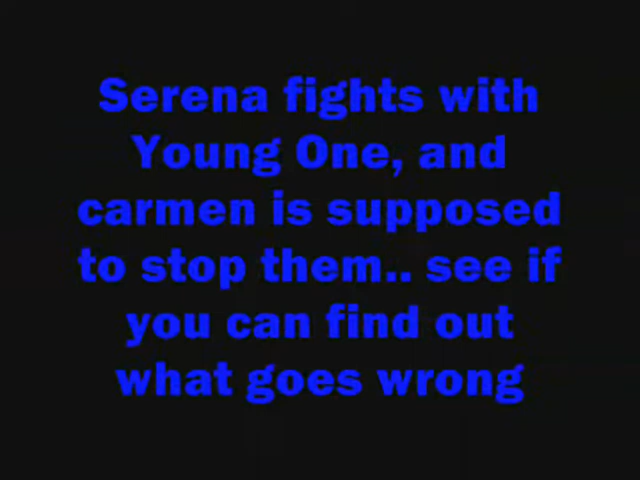 Serena fights with
Young One, and
carmen is supposed
to stop them.. see if
you can find out
what goes wrong